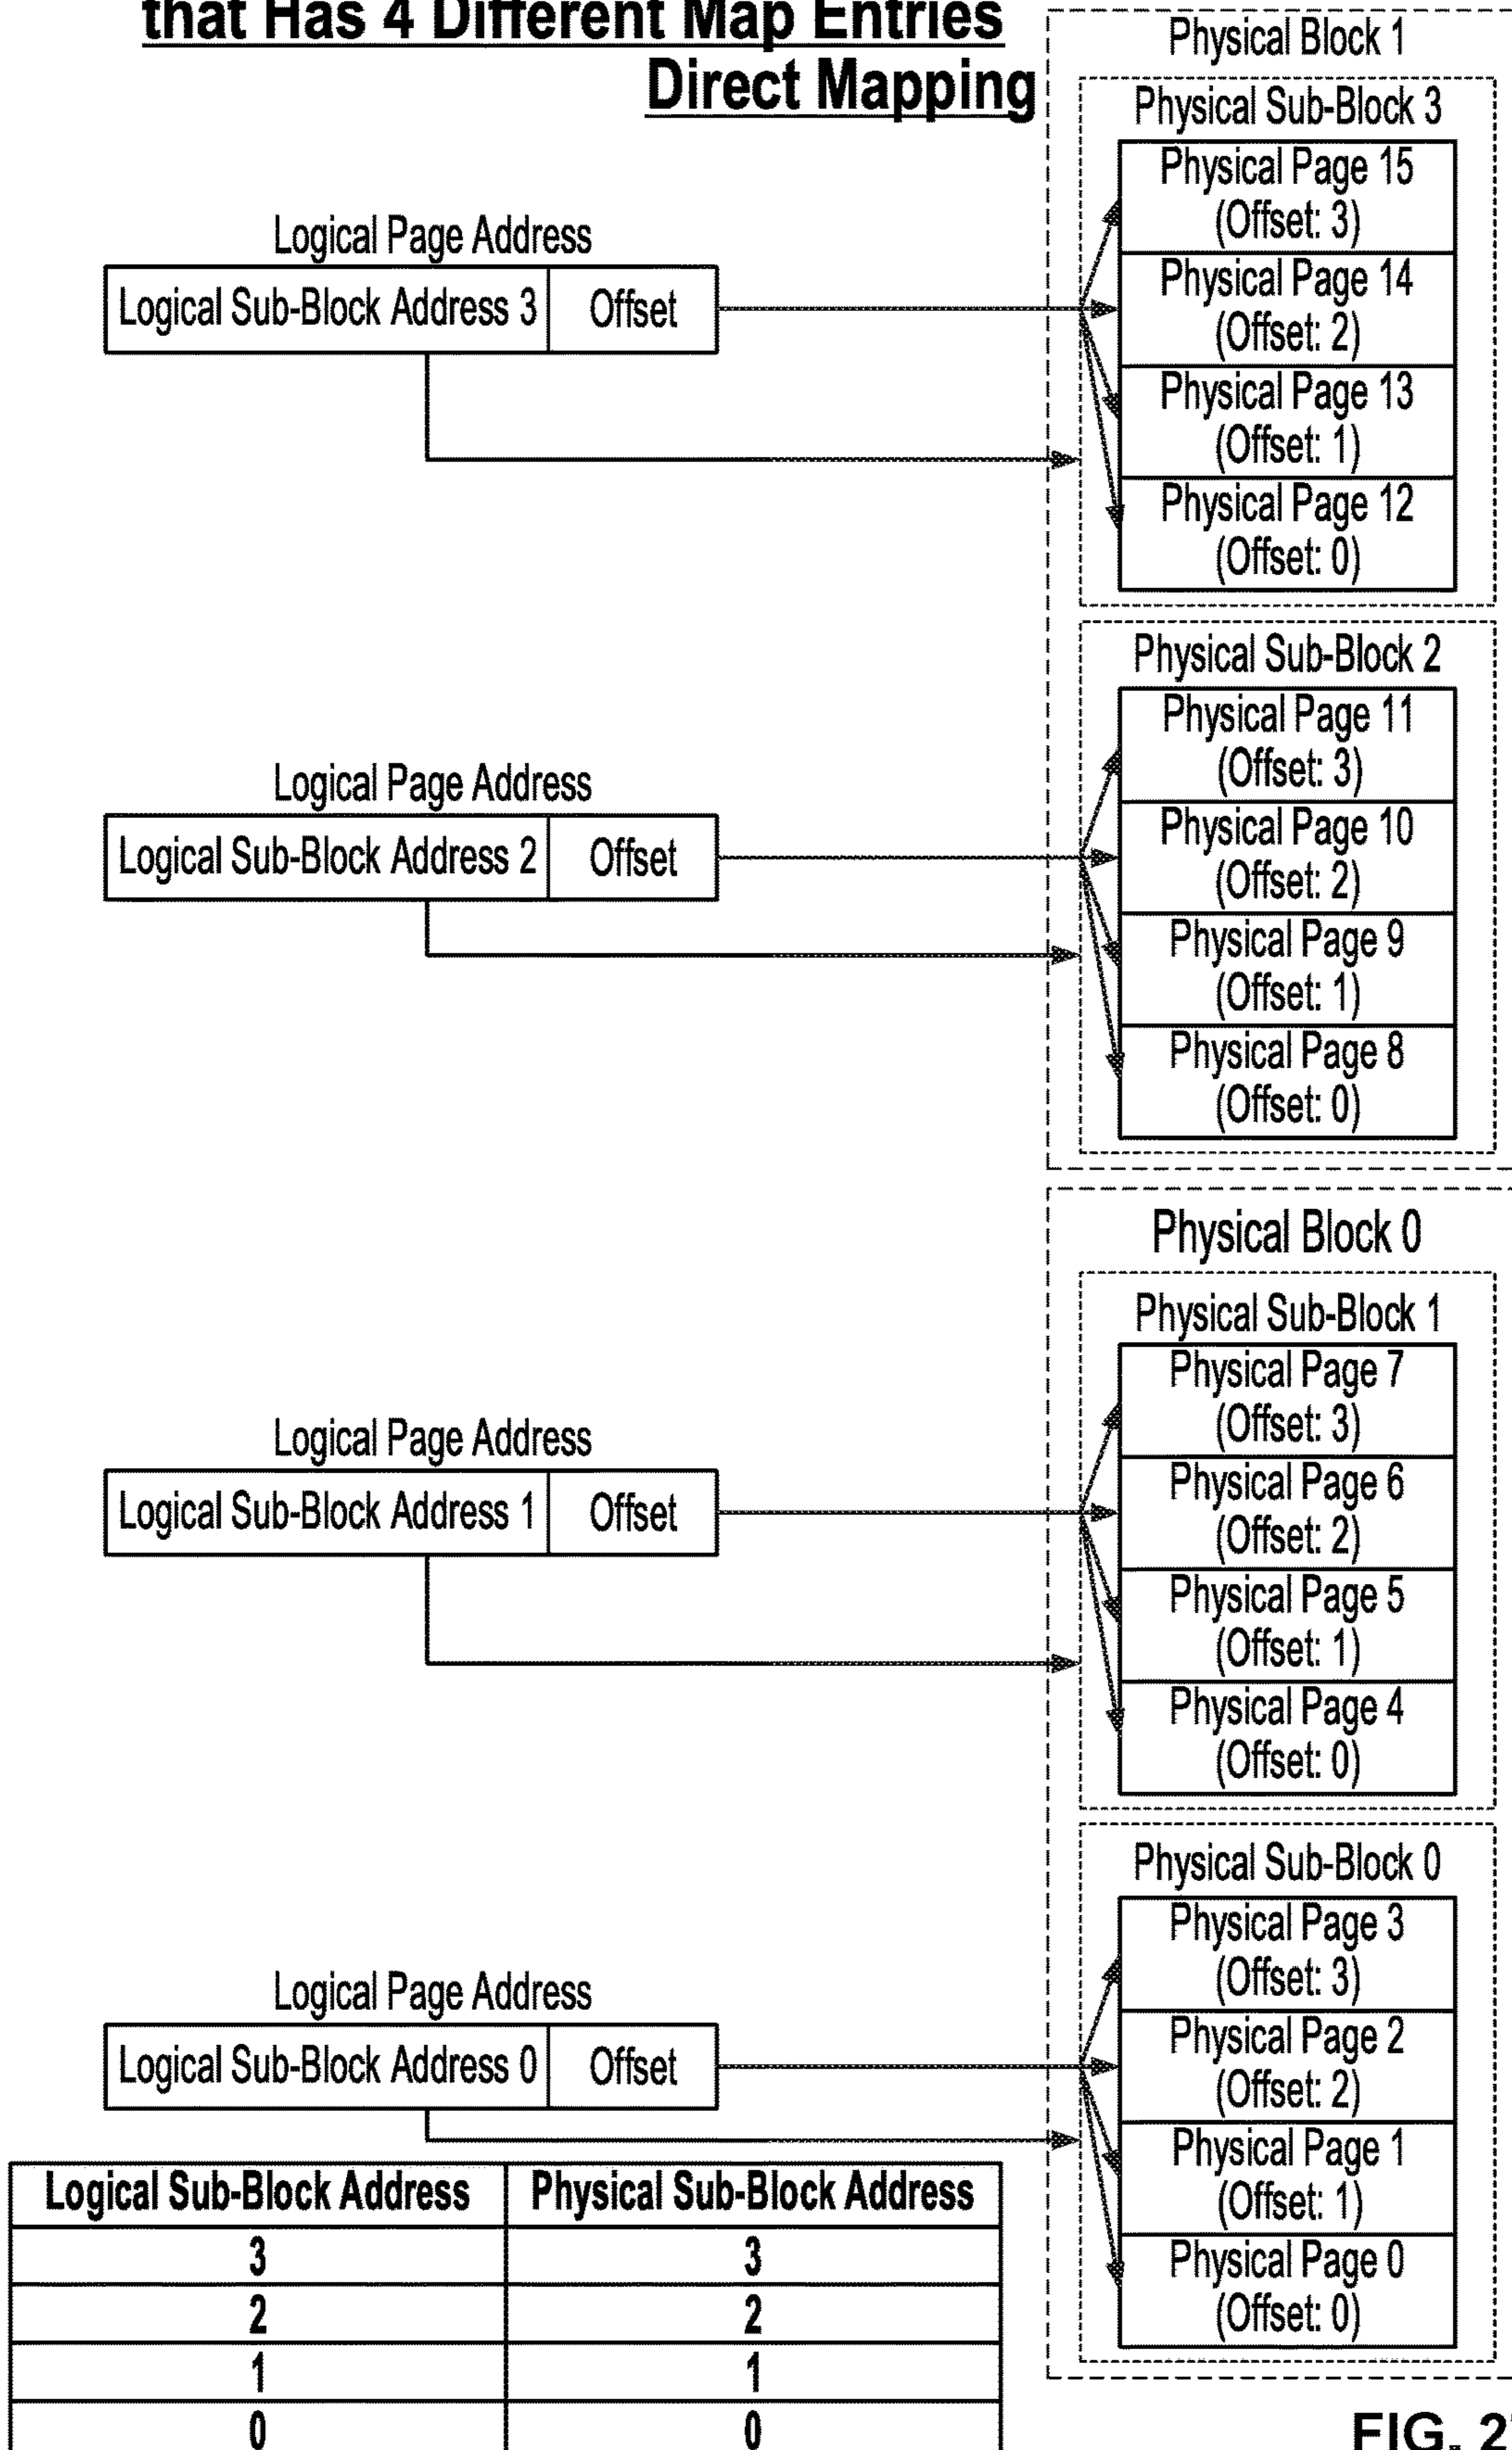 that Has 4 Different Map Entries
Direct Mapping
Physical Block 1
Physical Sub-Block 3
Physical Page 15
(Offset: 3)
Physical Page 14
(Offset: 2)
Physical Page 13
(Offset: 1)
Physical Page 12
(Offset: 0)
Logical Page Address
Logical Sub-Block Address 3 Offset
Physical Sub-Block 2
Physical Page 11
(Offset: 3)
Physical Page 10
(Offset: 2)
Physical Page 9
(Offset: 1)
Physical Page 8
(Offset: 0)
Logical Page Address
Logical Sub-Block Address 2 Offset
Physical Block 0
Physical Sub-Block 1
Physical Page 7
(Offset: 3)
Physical Page 6
(Offset: 2)
Physical Page 5
(Offset: 1)
Physical Page 4
(Offset: 0)
Logical Page Address
Logical Sub-Block Address 1 Offset
Physical Sub-Block 0
Physical Page 3
(Offset: 3)
Physical Page 2
(Offset: 2)
Physical Page 1
(Offset: 1)
Physical Page 0
(Offset: 0)
Logical Page Address
Logical Sub-Block Address 0 Offset
Logical Sub-Block Address Physical Sub-Block Address
3 3
2 2
1 1
0 0
FIG.